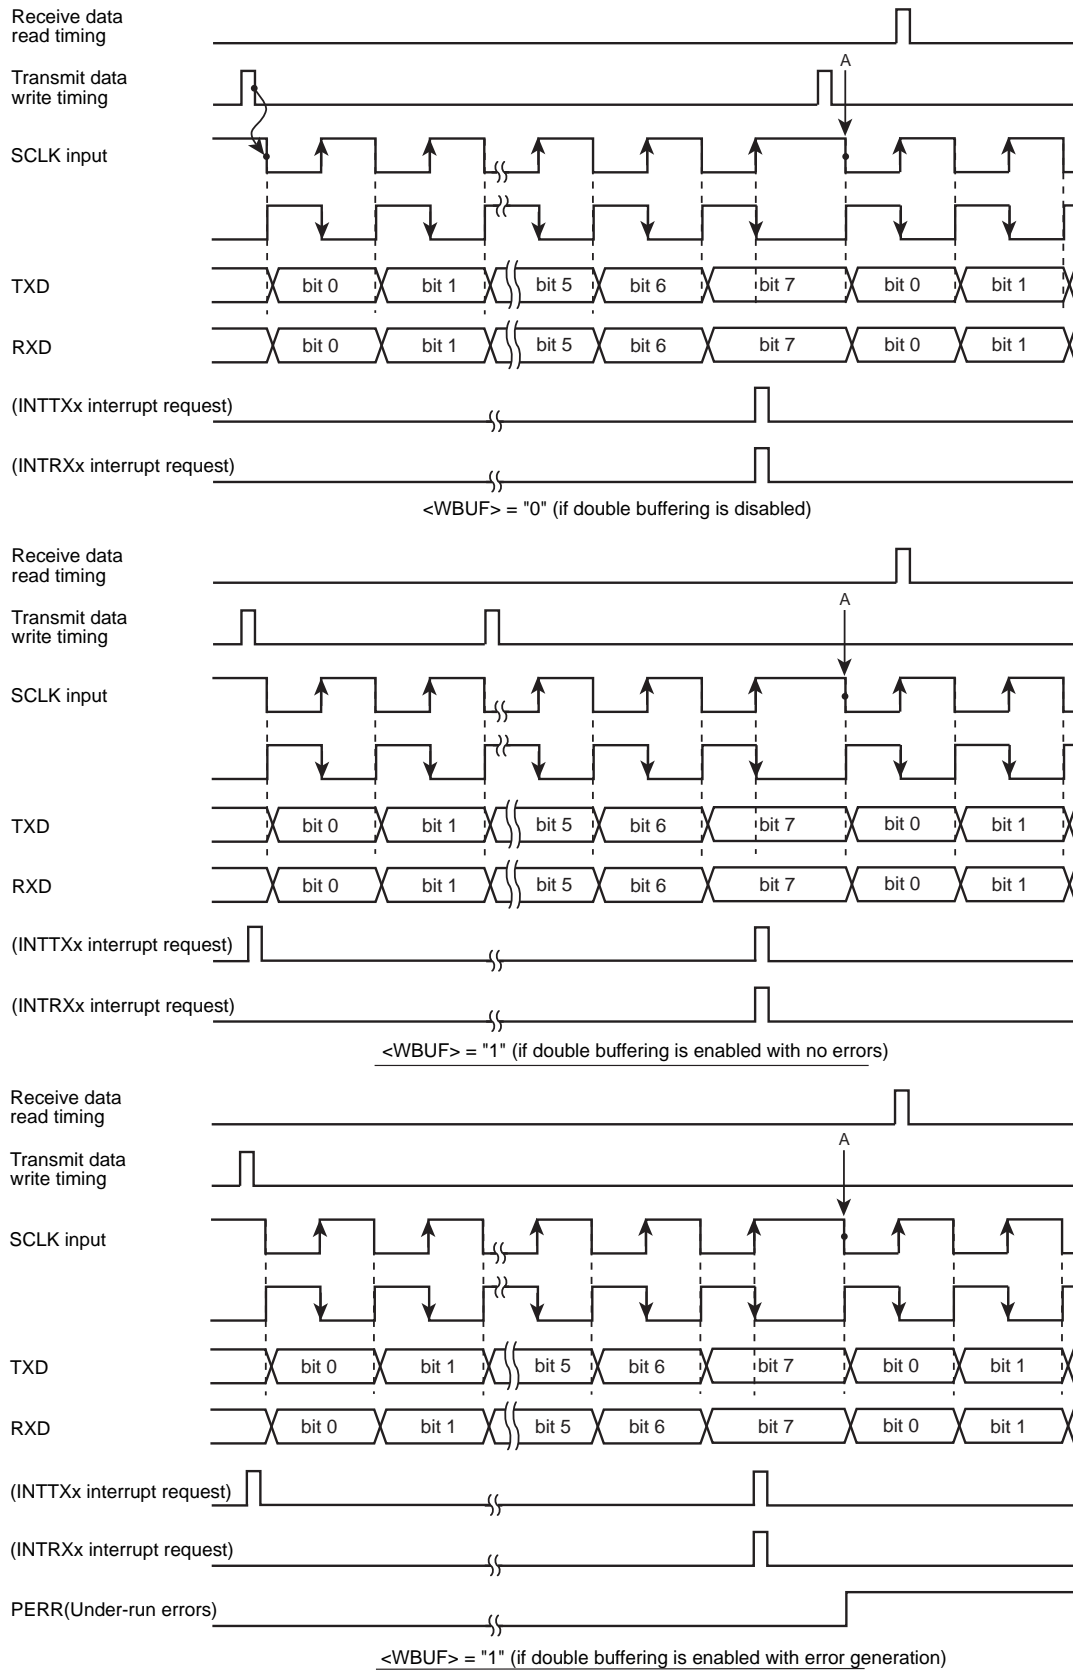 Receive data
read timing
A
Transmit data
write timing
SCLK input
TXD bit 0 bit 1 bit 5 bit 6 bit 7 bit 0 bit 1
RXD bit 0 bit 1 bit 5 bit 6 bit 7 bit 0 bit 1
(INTTXx interrupt request)
(INTRXx interrupt request)
<WBUF> = "0" (if double buffering is disabled)
Receive data
read timing
A
Transmit data
write timing
SCLK input
TXD bit 0 bit 1 bit 5 bit 6 bit 7 bit 0 bit 1
RXD bit 0 bit 1 bit 5 bit 6 bit 7 bit 0 bit 1
(INTTXx interrupt request)
(INTRXx interrupt request)
<WBUF> = "1" (if double buffering is enabled with no errors)
Receive data
read timing
A
Transmit data
write timing
SCLK input
TXD bit 0 bit 1 bit 5 bit 6 bit 7 bit 0 bit 1
RXD bit 0 bit 1 bit 5 bit 6 bit 7 bit 0 bit 1
(INTTXx interrupt request)
(INTRXx interrupt request)
PERR(Under-run errors)
<WBUF> = "1" (if double buffering is enabled with error generation)